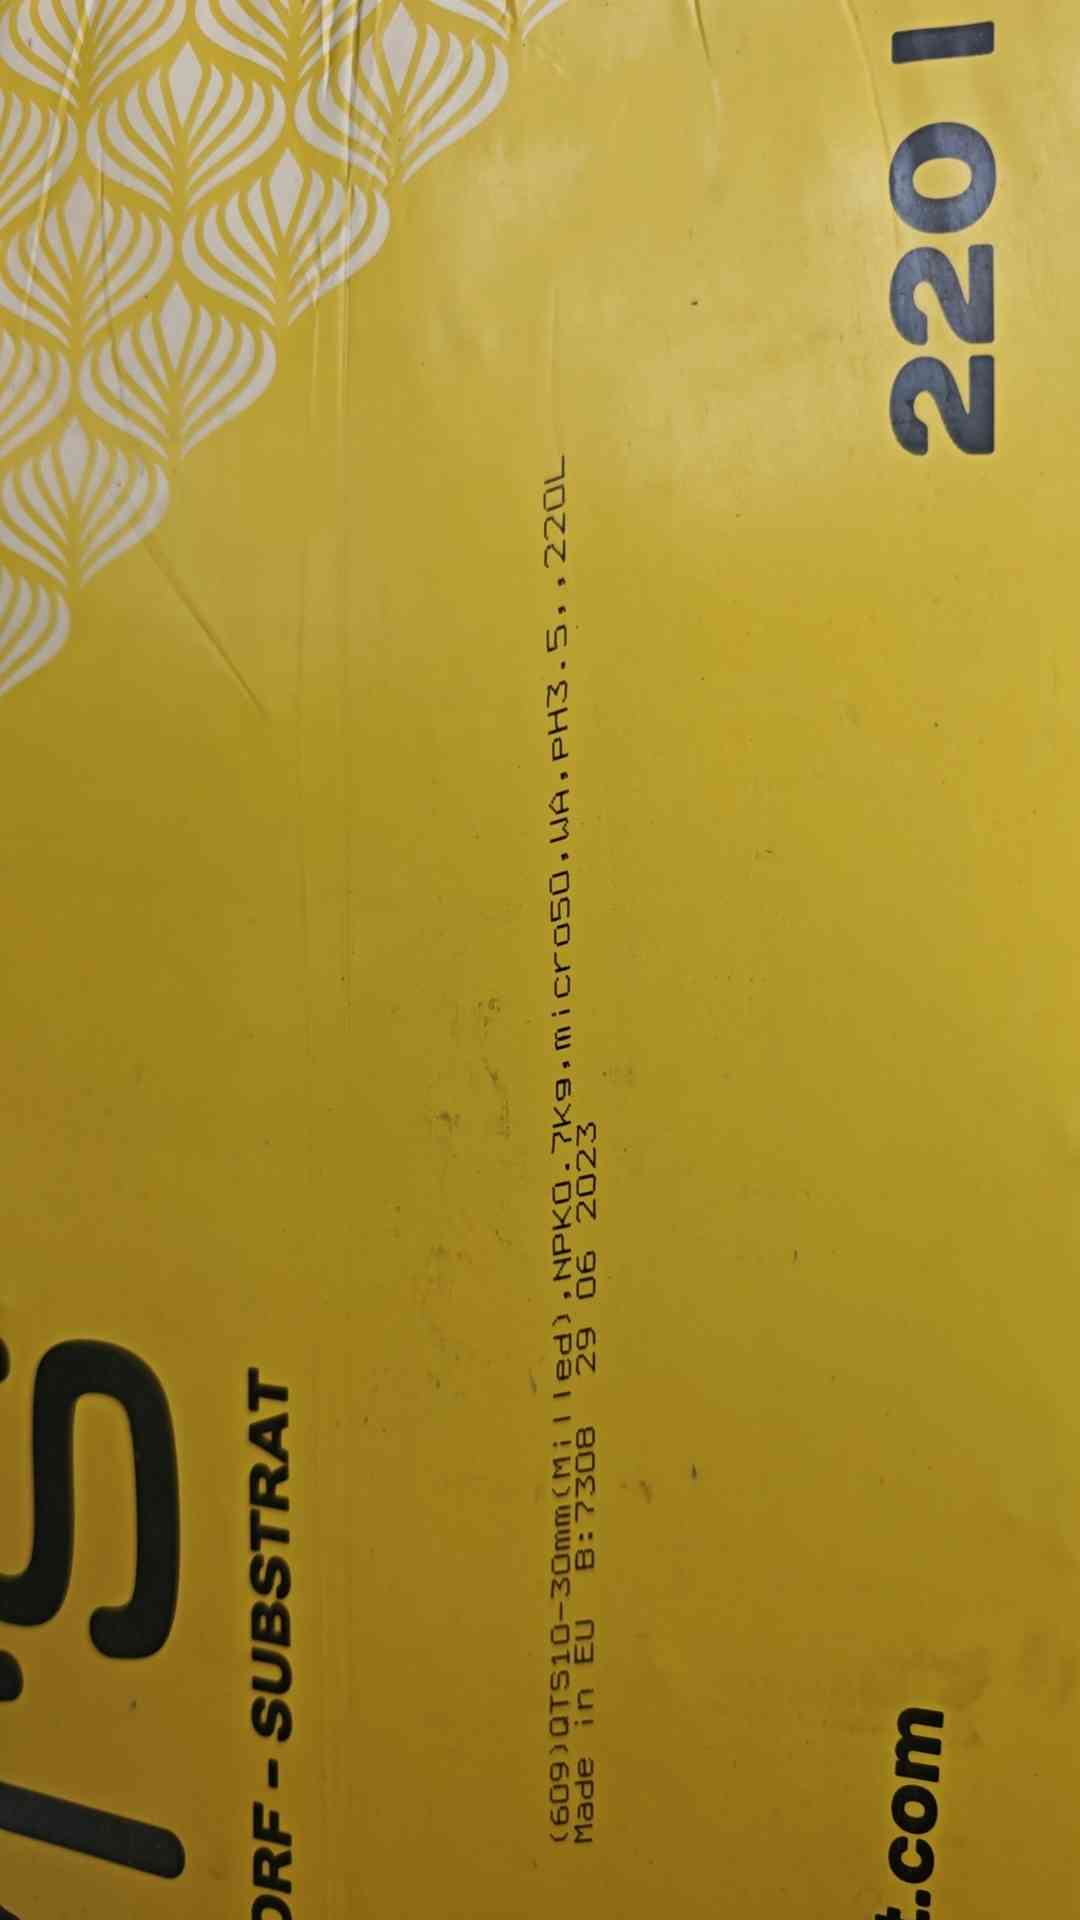 S
ORF - SUBSTRAT
(609)QTS10-30mm(Milled),NPK0.7Kg,micro50,WA,PH3.5,,220L
Made in EU B:7308 29 06 2023
220 l
t.com